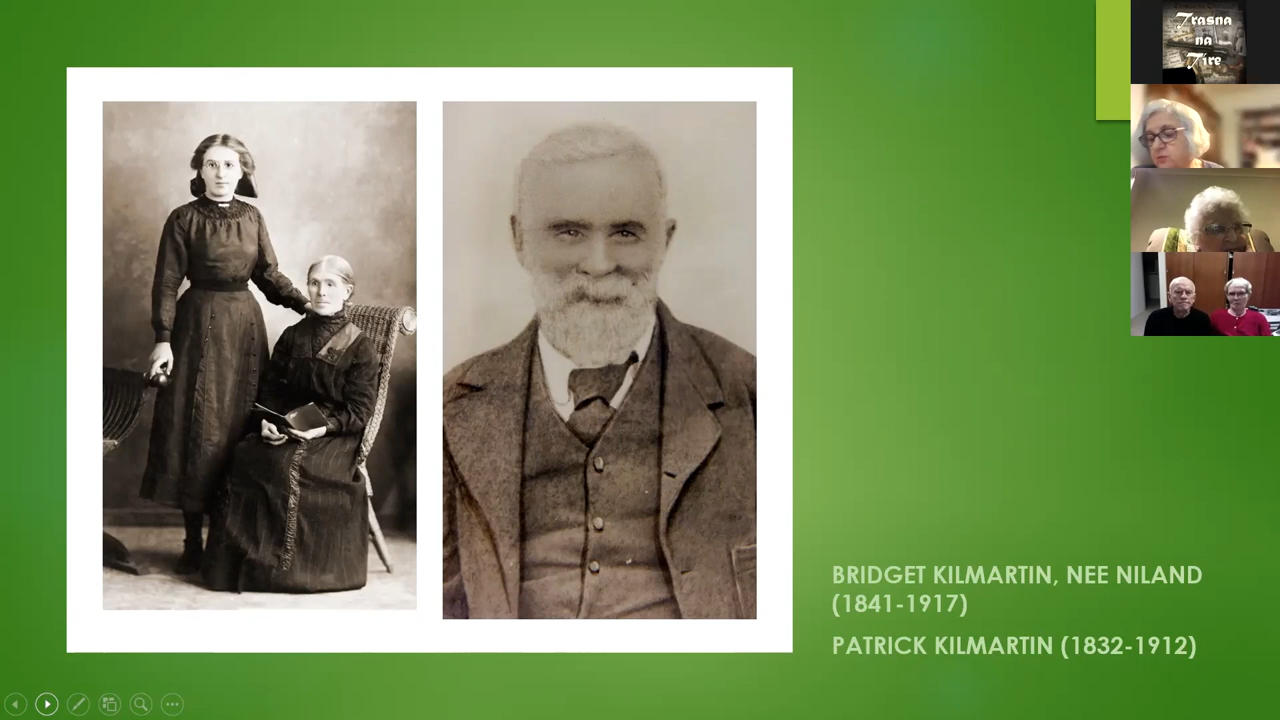 Trasna
na
Tíre
BRIDGET KILMARTIN, NEE NILAND
(1841-1917)
PATRICK KILMARTIN (1832-1912)